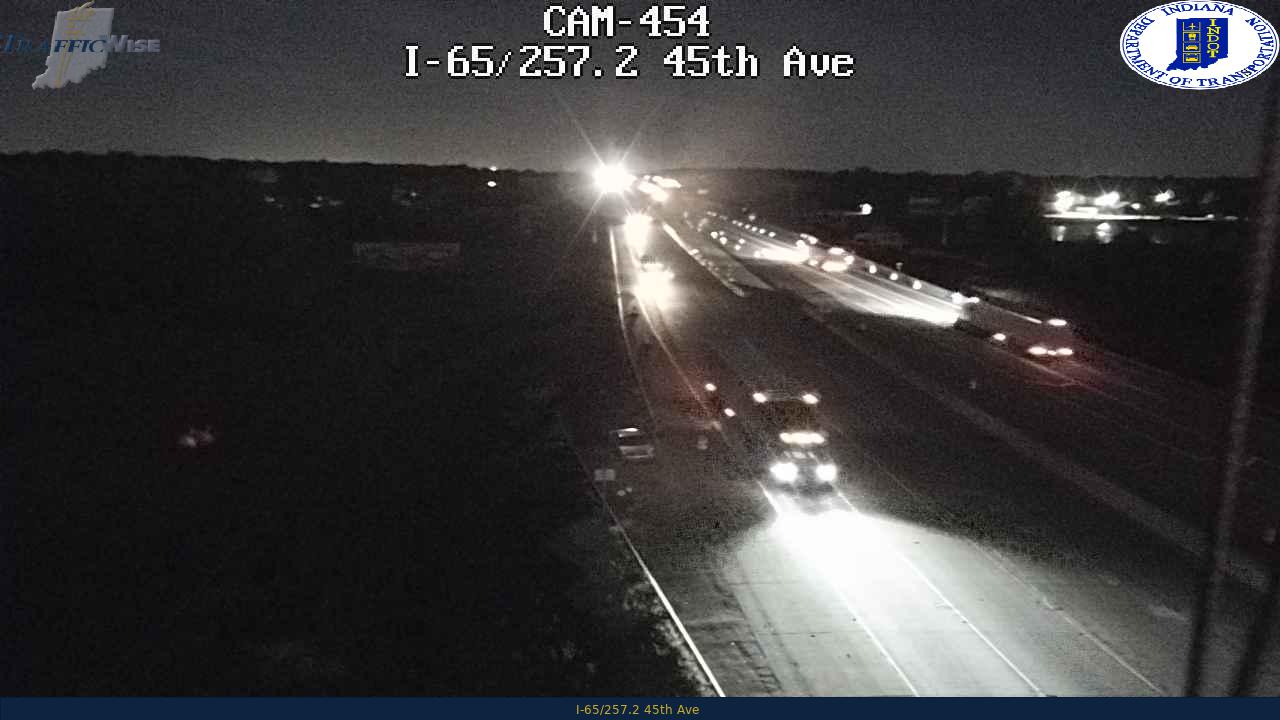 CAM-454
I-65/257.2 45th Ave
TRAFFICWISE
INDIANA
DEPARTMENT OF TRANSPORTATION
INDOT
I-65/257.2 45th Ave